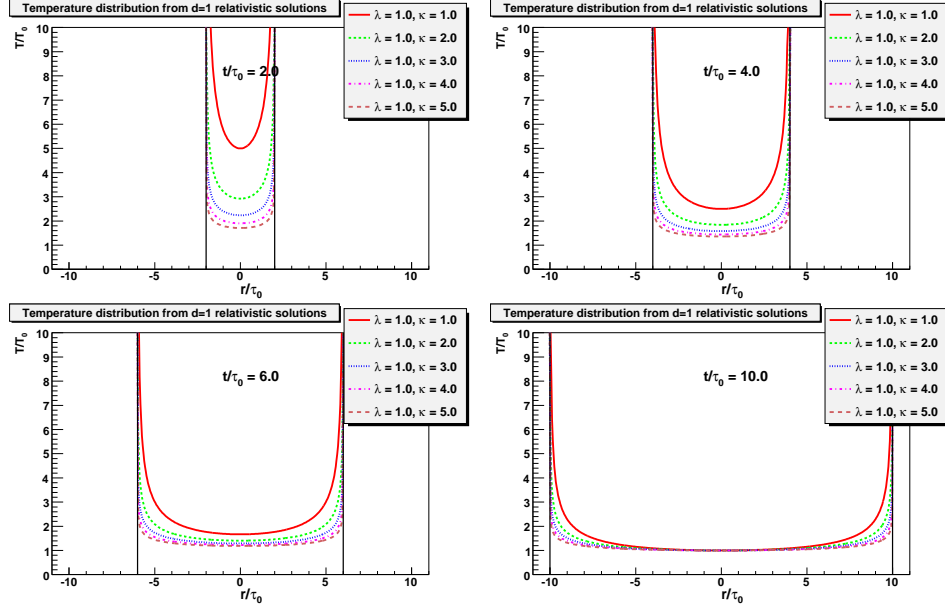 Temperature distribution from d=1 relativistic solutions
T/T₀
10
9
8
7
6
5
4
3
2
1
0
-10 -5 0 5 10
r/τ₀
t/τ₀ = 2.0
λ = 1.0, κ = 1.0
λ = 1.0, κ = 2.0
λ = 1.0, κ = 3.0
λ = 1.0, κ = 4.0
λ = 1.0, κ = 5.0
Temperature distribution from d=1 relativistic solutions
T/T₀
10
9
8
7
6
5
4
3
2
1
0
-10 -5 0 5 10
r/τ₀
t/τ₀ = 4.0
λ = 1.0, κ = 1.0
λ = 1.0, κ = 2.0
λ = 1.0, κ = 3.0
λ = 1.0, κ = 4.0
λ = 1.0, κ = 5.0
Temperature distribution from d=1 relativistic solutions
T/T₀
10
9
8
7
6
5
4
3
2
1
0
-10 -5 0 5 10
r/τ₀
t/τ₀ = 6.0
λ = 1.0, κ = 1.0
λ = 1.0, κ = 2.0
λ = 1.0, κ = 3.0
λ = 1.0, κ = 4.0
λ = 1.0, κ = 5.0
Temperature distribution from d=1 relativistic solutions
T/T₀
10
9
8
7
6
5
4
3
2
1
0
-10 -5 0 5 10
r/τ₀
t/τ₀ = 10.0
λ = 1.0, κ = 1.0
λ = 1.0, κ = 2.0
λ = 1.0, κ = 3.0
λ = 1.0, κ = 4.0
λ = 1.0, κ = 5.0